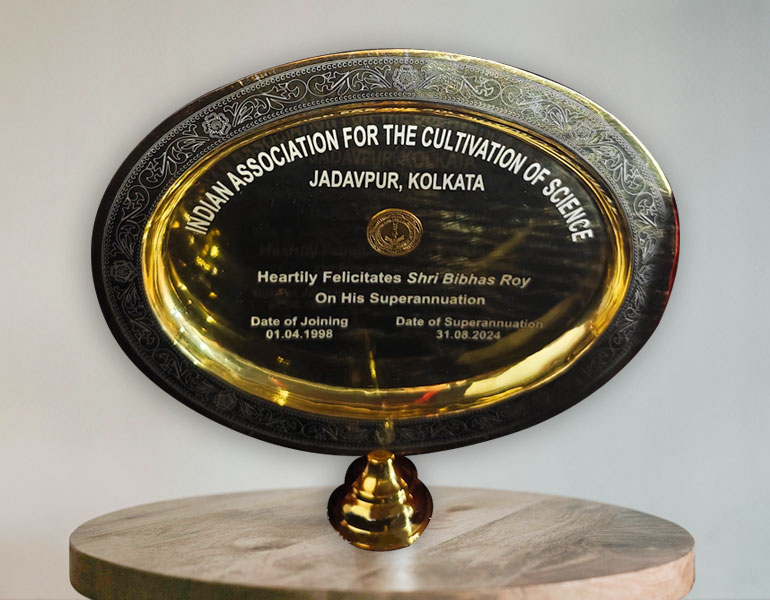 INDIAN ASSOCIATION FOR THE CULTIVATION OF SCIENCE
JADAVPUR, KOLKATA
Heartily Felicitates Shri Bibhas Roy
On His Superannuation
Date of Joining Date of Superannuation
01.04.1998 31.08.2024